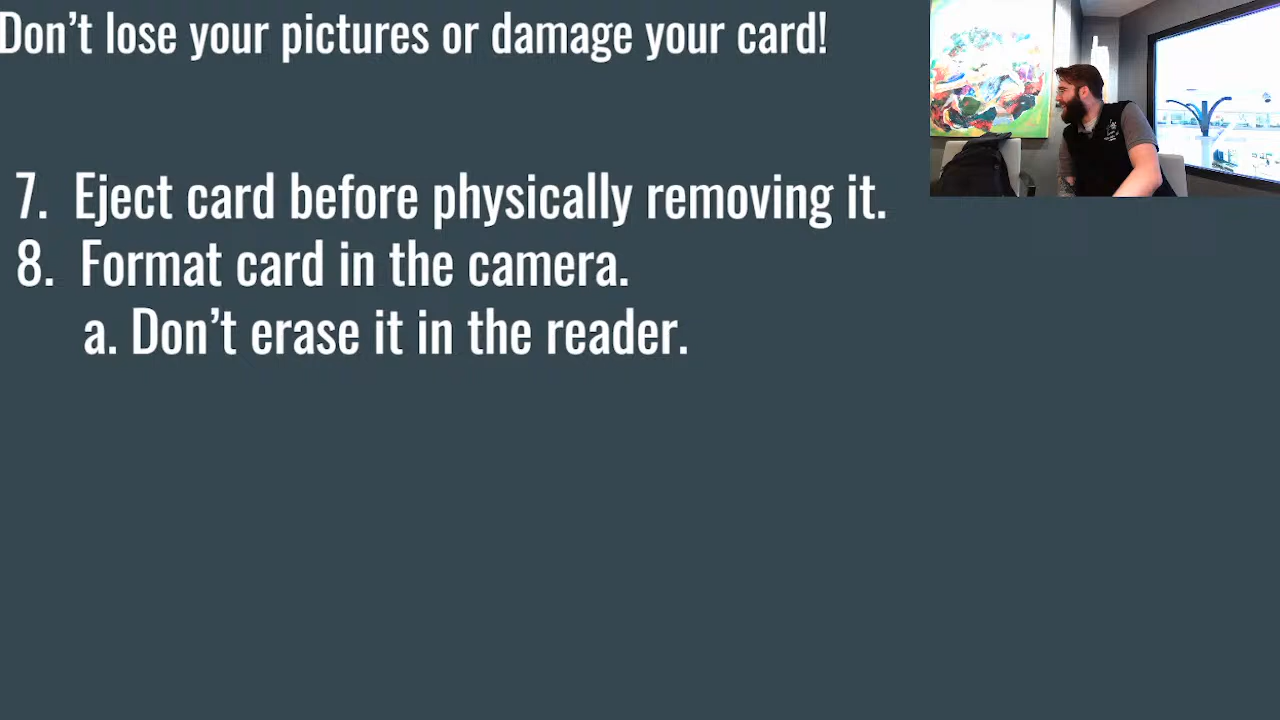 Don't lose your pictures or damage your card!
7. Eject card before physically removing it.
8. Format card in the camera.
a. Don't erase it in the reader.